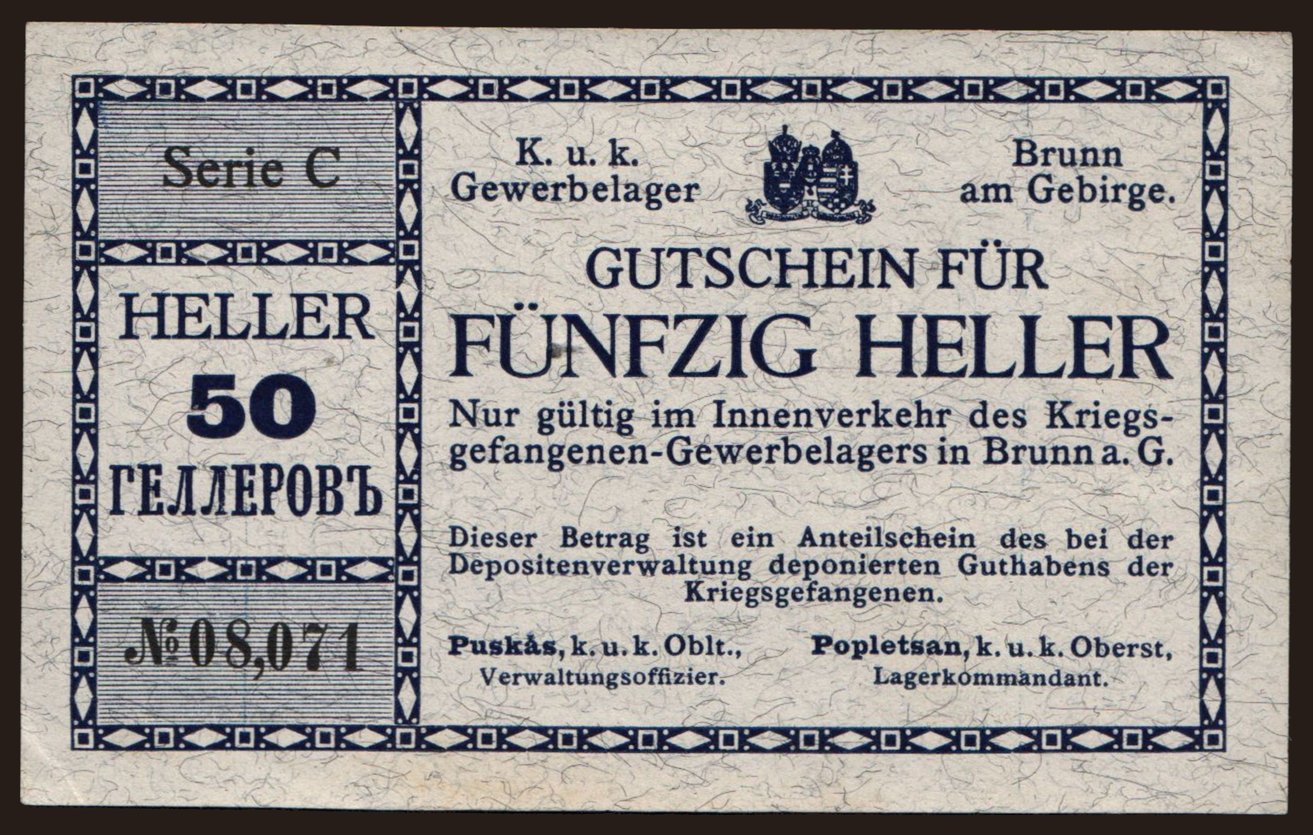 Serie C
HELLER
50
ГЕЛЛЕРОВЪ
№ 08,071
K. u. k.
Gewerbelager
Brunn
am Gebirge.
GUTSCHEIN FÜR
FÜNFZIG HELLER
Nur gültig im Innenverkehr des Kriegs-
gefangenen-Gewerbelagers in Brunn a. G.
Dieser Betrag ist ein Anteilschein des bei der
Depositenverwaltung deponierten Guthabens der
Kriegsgefangenen.
Puskás, k. u. k. Oblt.,
Verwaltungsoffizier.
Popletsan, k. u. k. Oberst,
Lagerkommandant.